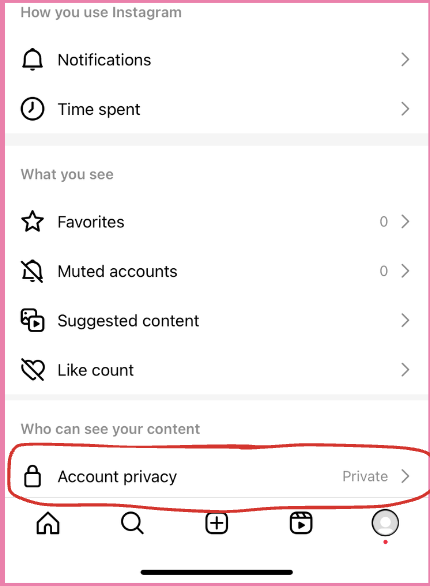 How you use Instagram
Notifications
Time spent
What you see
Favorites 0
Muted accounts 0
Suggested content
Like count
Who can see your content
Account privacy Private